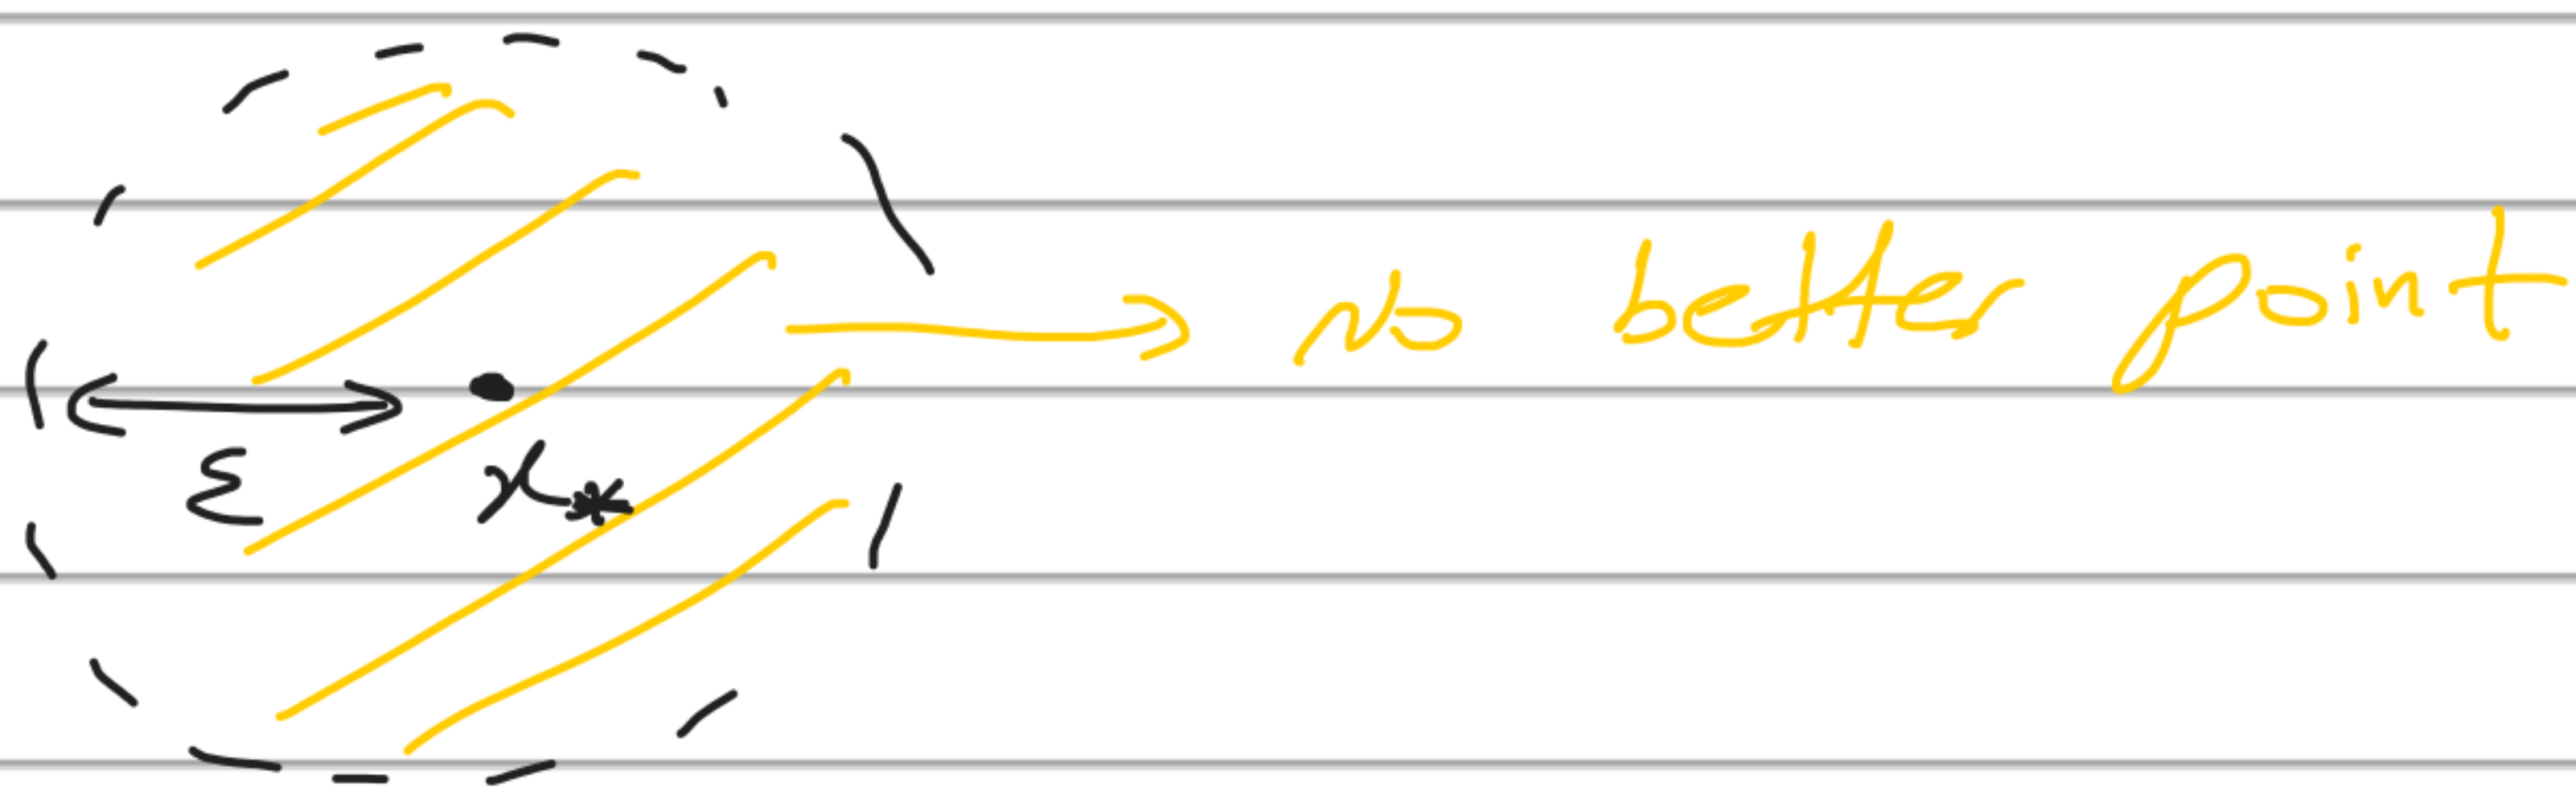 No better point
ε
x*